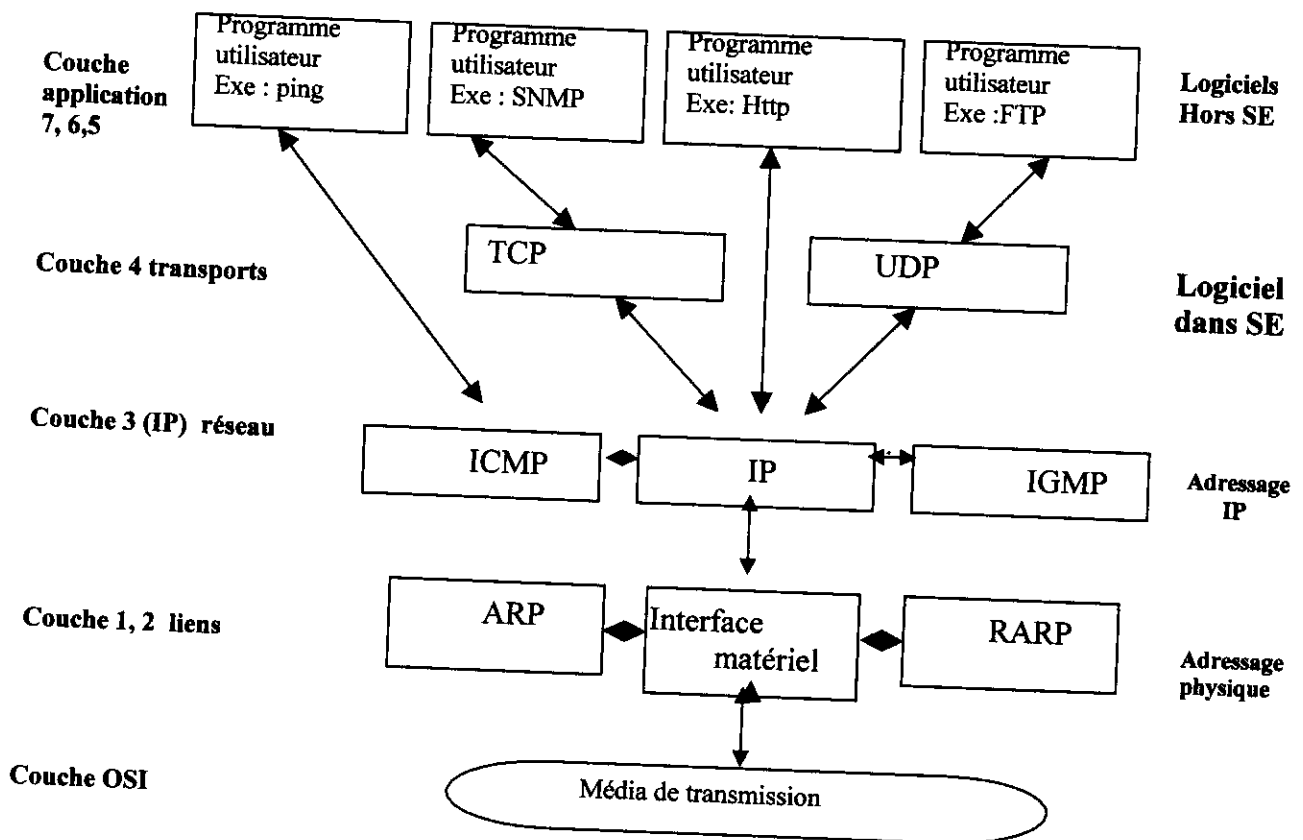 Programme
utilisateur
Exe : ping
Programme
utilisateur
Exe : SNMP
Programme
utilisateur
Exe: Http
Programme
utilisateur
Exe :FTP
Couche
application
7, 6,5
Logiciels
Hors SE
TCP
UDP
Couche 4 transports
Logiciel
dans SE
Couche 3 (IP) réseau
ICMP
IP
IGMP
Adressage
IP
Couche 1, 2 liens
ARP
Interface
matériel
RARP
Adressage
physique
Couche OSI
Média de transmission